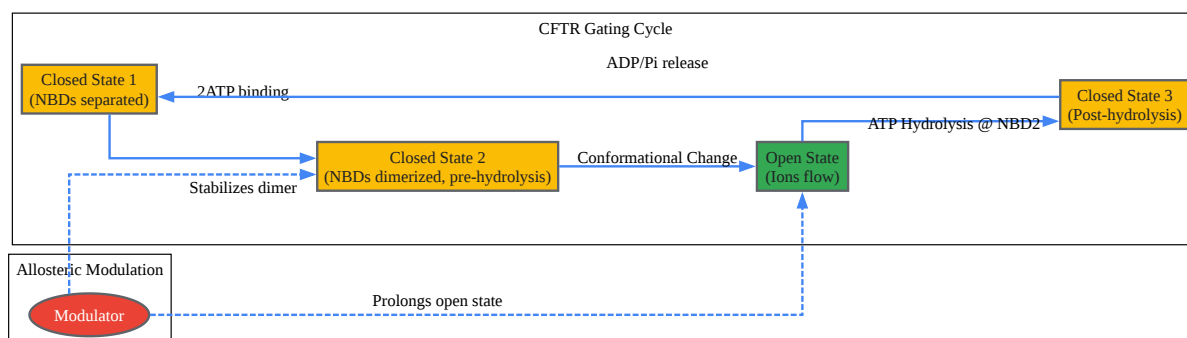 CFTR Gating Cycle
ADP/Pi release
Closed State 1
(NBDs separated)
2ATP binding
Closed State 3
(Post-hydrolysis)
ATP Hydrolysis @ NBD2
Closed State 2
(NBDs dimerized, pre-hydrolysis)
Conformational Change
Open State
(Ions flow)
Stabilizes dimer
Allosteric Modulation
Modulator
Prolongs open state